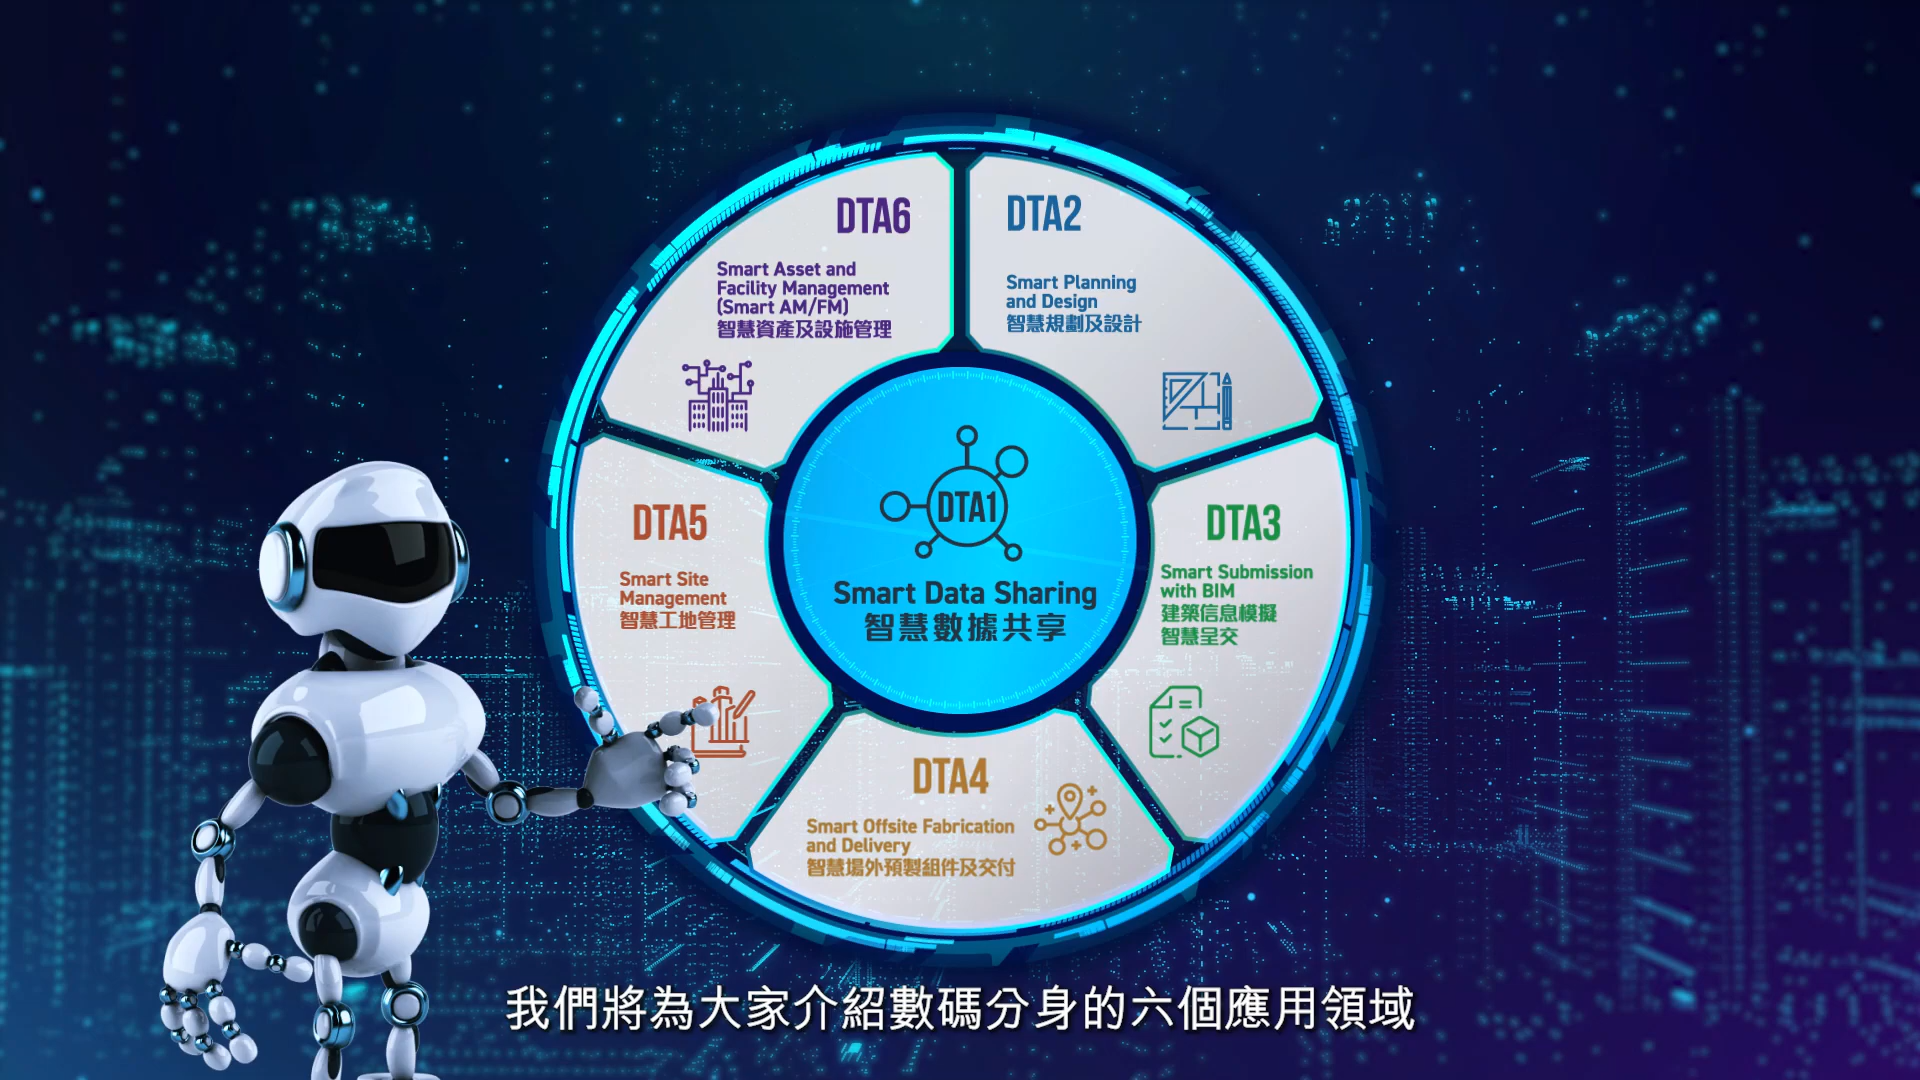 DTA6
Smart Asset and
Facility Management
(Smart AM/FM)
智慧資產及設施管理
DTA2
Smart Planning
and Design
智慧規劃及設計
DTA1
Smart Data Sharing
智慧數據共享
DTA5
Smart Site
Management
智慧工地管理
DTA3
Smart Submission
with BIM
建築信息模擬
智慧呈交
DTA4
Smart Offsite Fabrication
and Delivery
智慧場外預製組件及交付
我們將為大家介紹數碼分身的六個應用領域